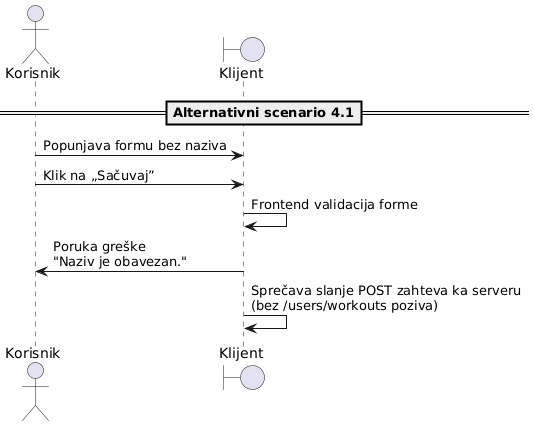 Korisnik
Klijent
Alternativni scenario 4.1
Popunjava formu bez naziva
Klik na „Sačuvaj”
Frontend validacija forme
Poruka greške
"Naziv je obavezan."
Sprečava slanje POST zahteva ka serveru
(bez /users/workouts poziva)
Korisnik
Klijent